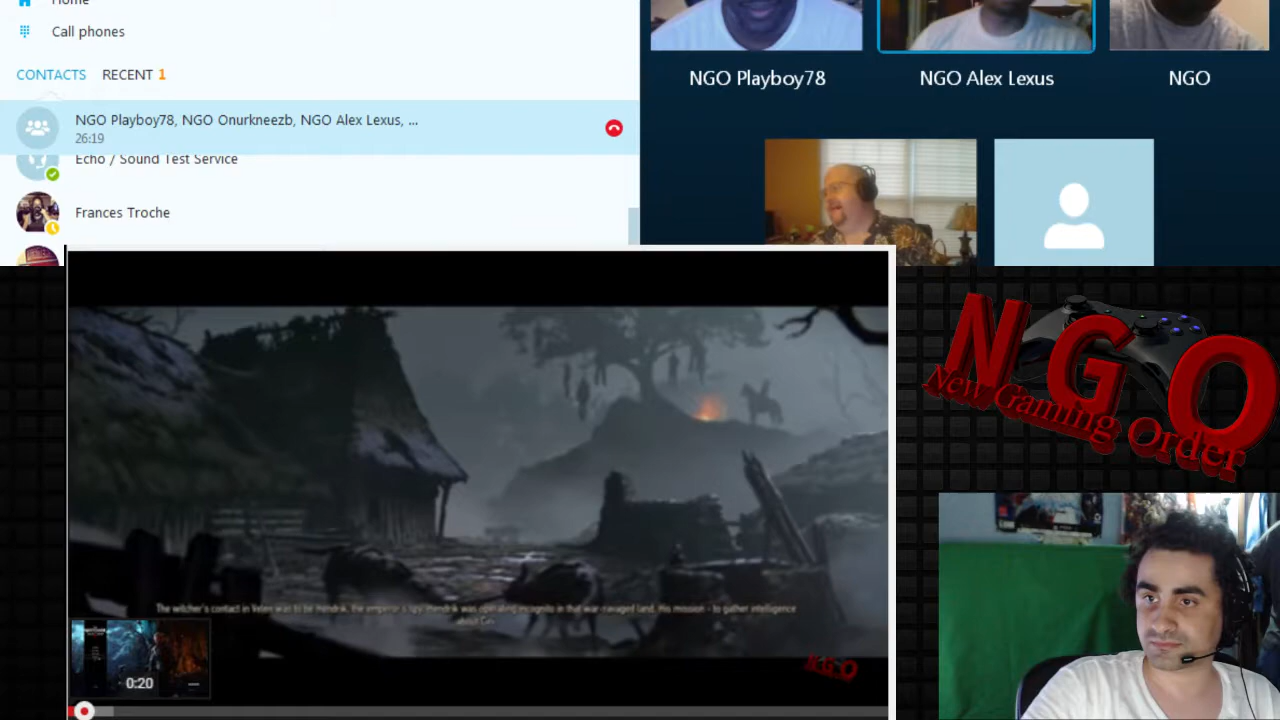 Home
Call phones
CONTACTS RECENT 1
NGO Playboy78, NGO Onurkneezb, NGO Alex Lexus, ...
26:19
Echo / Sound Test Service
Frances Troche
NGO Playboy78
NGO Alex Lexus
NGO
NGO
New Gaming Order
The witcher's contact in Velen was to be Hendrik, the emperor's spy. Hendrik was operating incognito in that war-ravaged land. His mission - to gather intelligence
about Ciri.
0:20
N.G.O